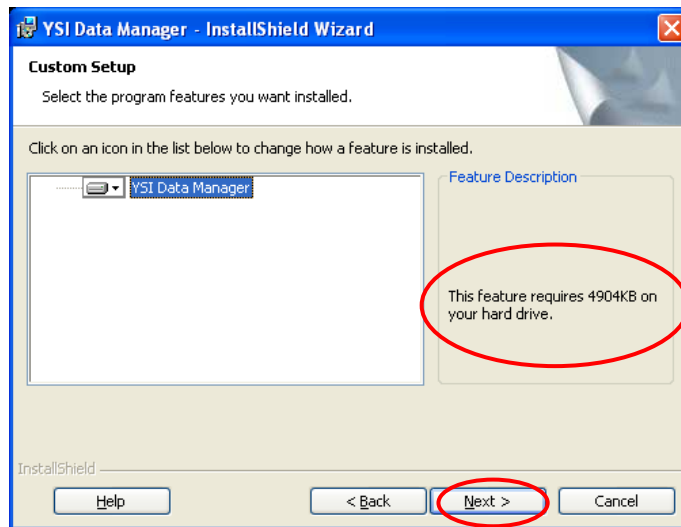 YSI Data Manager - InstallShield Wizard
Custom Setup
Select the program features you want installed.
Click on an icon in the list below to change how a feature is installed.
YSI Data Manager
Feature Description
This feature requires 4904KB on
your hard drive.
InstallShield
Help
< Back
Next >
Cancel